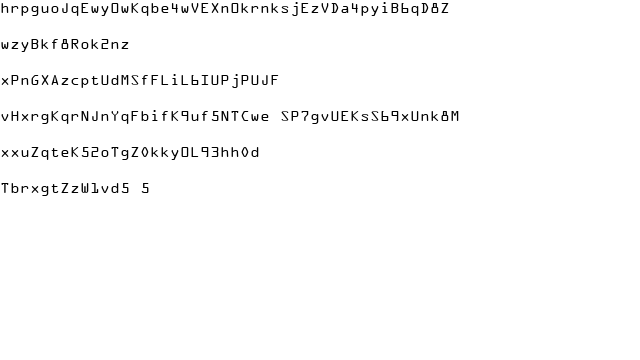 hrpguoJqEwyOwKqbe4wVEXnOkrnksjEzVDa4pyiB6qD8Z
wzyBkf8Rok2nz
xPnGXAzcptUdMSfFLiL6IUPjPUJF
vHxrgKqrNJnYqFbifK9uf5NTCwe SP7gvUEKsS69xUnk8M
xxuZqteK52oTgZ0kkyOL93hh0d
TbrxgtZzW1vd5 5